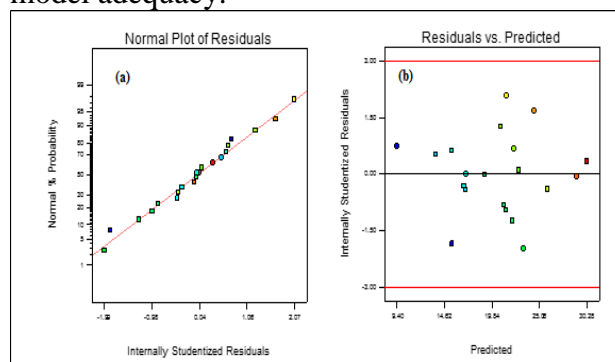 model adequacy.
Normal Plot of Residuals
(a)
Normal % Probability
99
95
90
80
70
50
30
20
10
5
1
-1.99
-0.98
0.04
1.06
2.07
Internally Studentized Residuals
Residuals vs. Predicted
(b)
Internally Studentized Residuals
3.00
1.50
0.00
-1.50
-3.00
9.40
14.62
19.84
25.06
30.28
Predicted